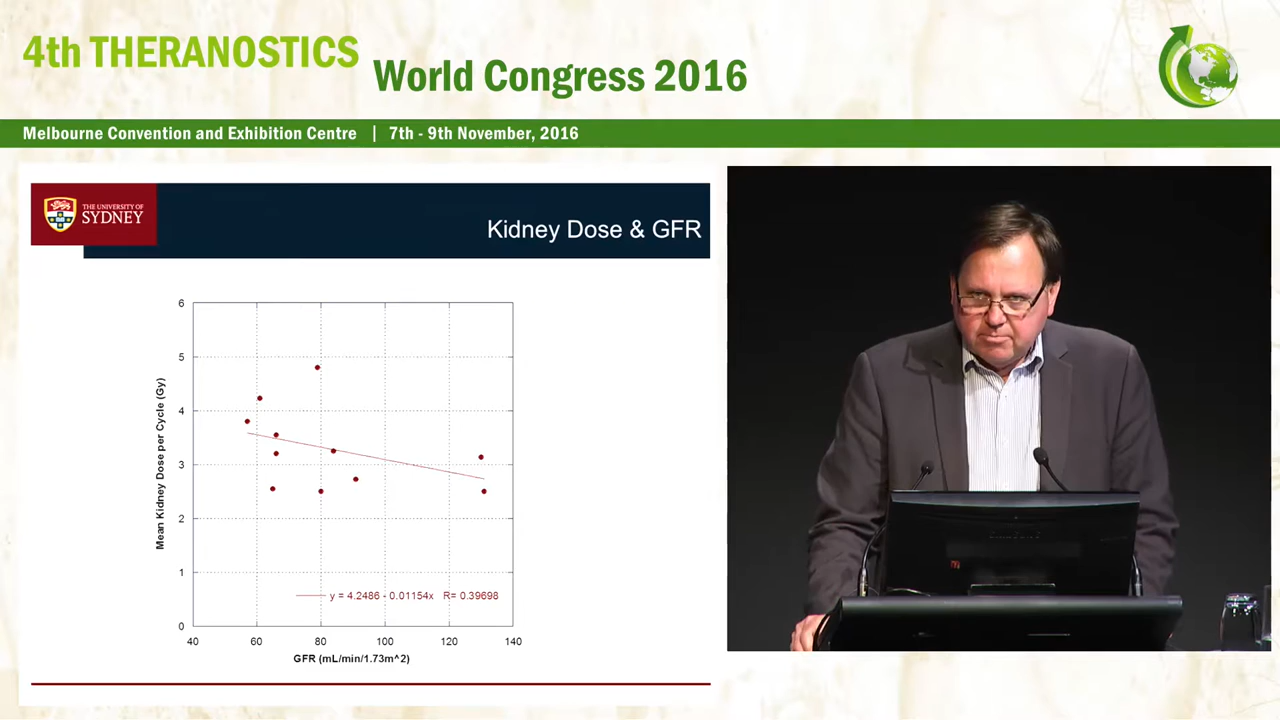 4th THERANOSTICS
World Congress 2016
Melbourne Convention and Exhibition Centre | 7th - 9th November, 2016
THE UNIVERSITY OF
SYDNEY
Kidney Dose & GFR
6
5
4
3
2
1
0
Mean Kidney Dose per Cycle (Gy)
y = 4.2486 - 0.01154x R= 0.39698
40 60 80 100 120 140
GFR (mL/min/1.73m^2)